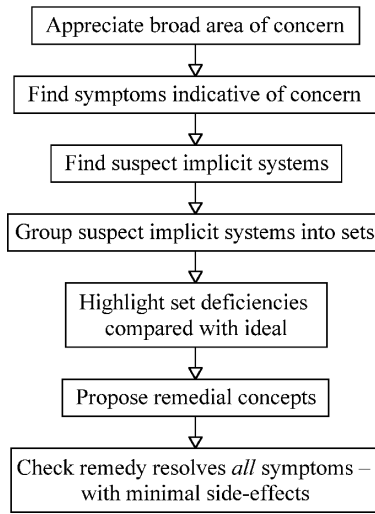 Appreciate broad area of concern
Find symptoms indicative of concern
Find suspect implicit systems
Group suspect implicit systems into sets
Highlight set deficiencies
compared with ideal
Propose remedial concepts
Check remedy resolves all symptoms –
with minimal side-effects